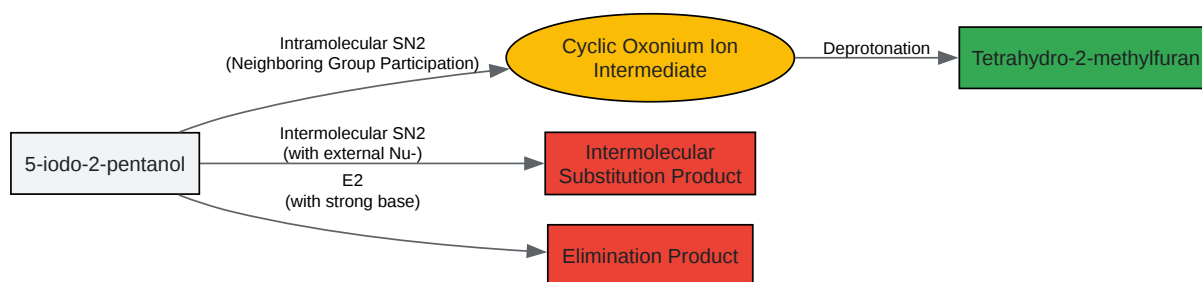 Intramolecular SN2
(Neighboring Group Participation)
Cyclic Oxonium Ion
Intermediate
Deprotonation
Tetrahydro-2-methylfuran
5-iodo-2-pentanol
Intermolecular SN2
(with external Nu-)
Intermolecular
Substitution Product
E2
(with strong base)
Elimination Product